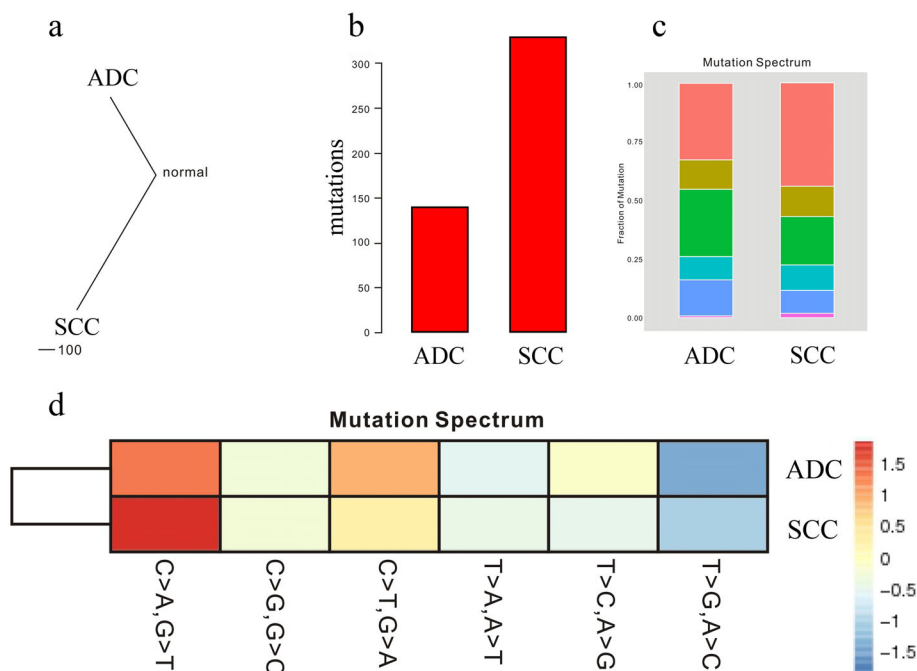 a
ADC
normal
SCC
100
b
mutations
300
250
200
150
100
50
0
ADC
SCC
c
Mutation Spectrum
Fraction of Mutation
1.00
0.75
0.50
0.25
0.00
ADC
SCC
d
Mutation Spectrum
ADC
SCC
C>A,G>T
C>G,G>C
C>T,G>A
T>A,A>T
T>C,A>G
T>G,A>C
1.5
1
0.5
0
−0.5
−1
−1.5